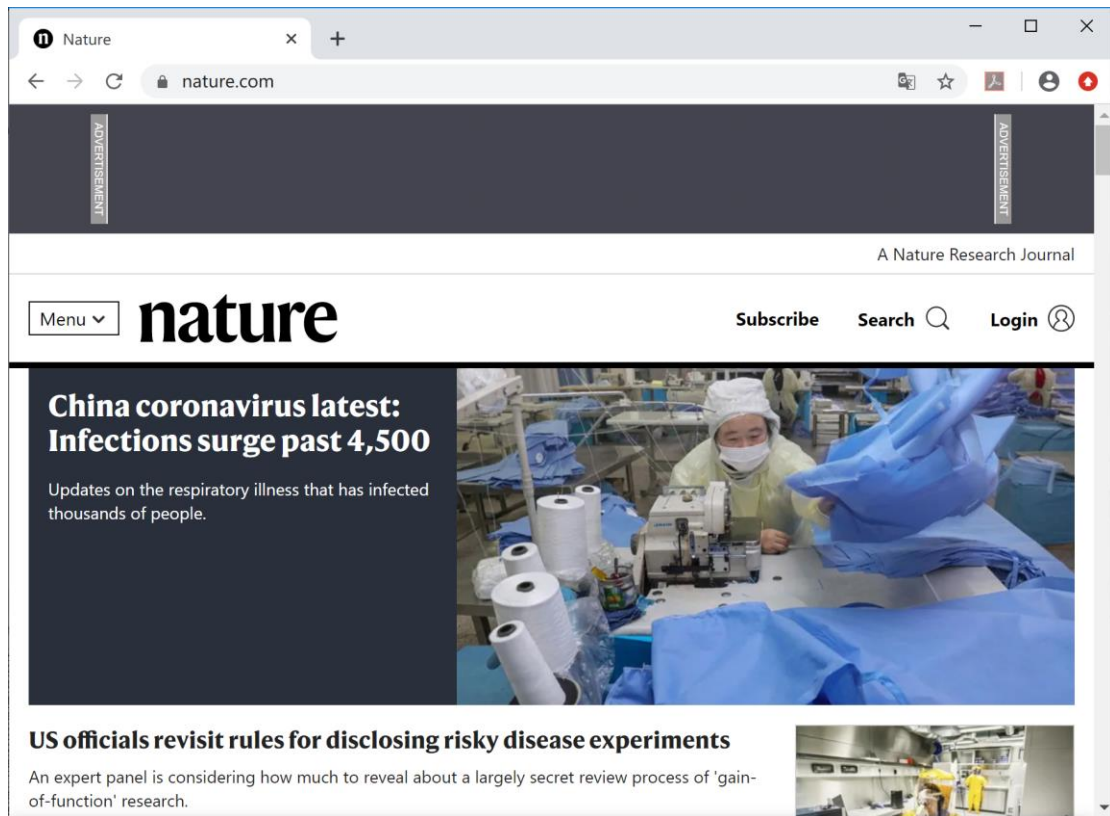 Nature
nature.com
ADVERTISEMENT
ADVERTISEMENT
A Nature Research Journal
Menu
nature
Subscribe
Search
Login
China coronavirus latest:
Infections surge past 4,500
Updates on the respiratory illness that has infected
thousands of people.
US officials revisit rules for disclosing risky disease experiments
An expert panel is considering how much to reveal about a largely secret review process of 'gain-
of-function' research.